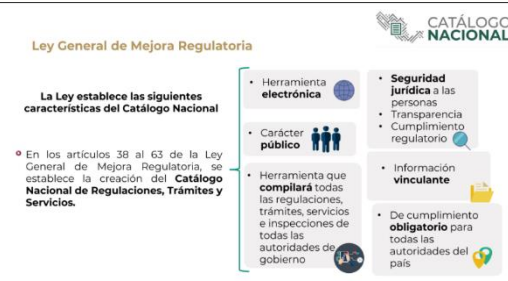 CATÁLOGO
NACIONAL
Ley General de Mejora Regulatoria
La Ley establece las siguientes
características del Catálogo Nacional
En los artículos 38 al 63 de la Ley
General de Mejora Regulatoria, se
establece la creación del Catálogo
Nacional de Regulaciones, Trámites y
Servicios.
• Herramienta
electrónica
• Carácter
público
• Herramienta que
compilará todas
las regulaciones,
trámites, servicios
e inspecciones de
todas las
autoridades de
gobierno
• Seguridad
jurídica a las
personas
• Transparencia
• Cumplimiento
regulatorio
• Información
vinculante
• De cumplimiento
obligatorio para
todas las
autoridades del
país